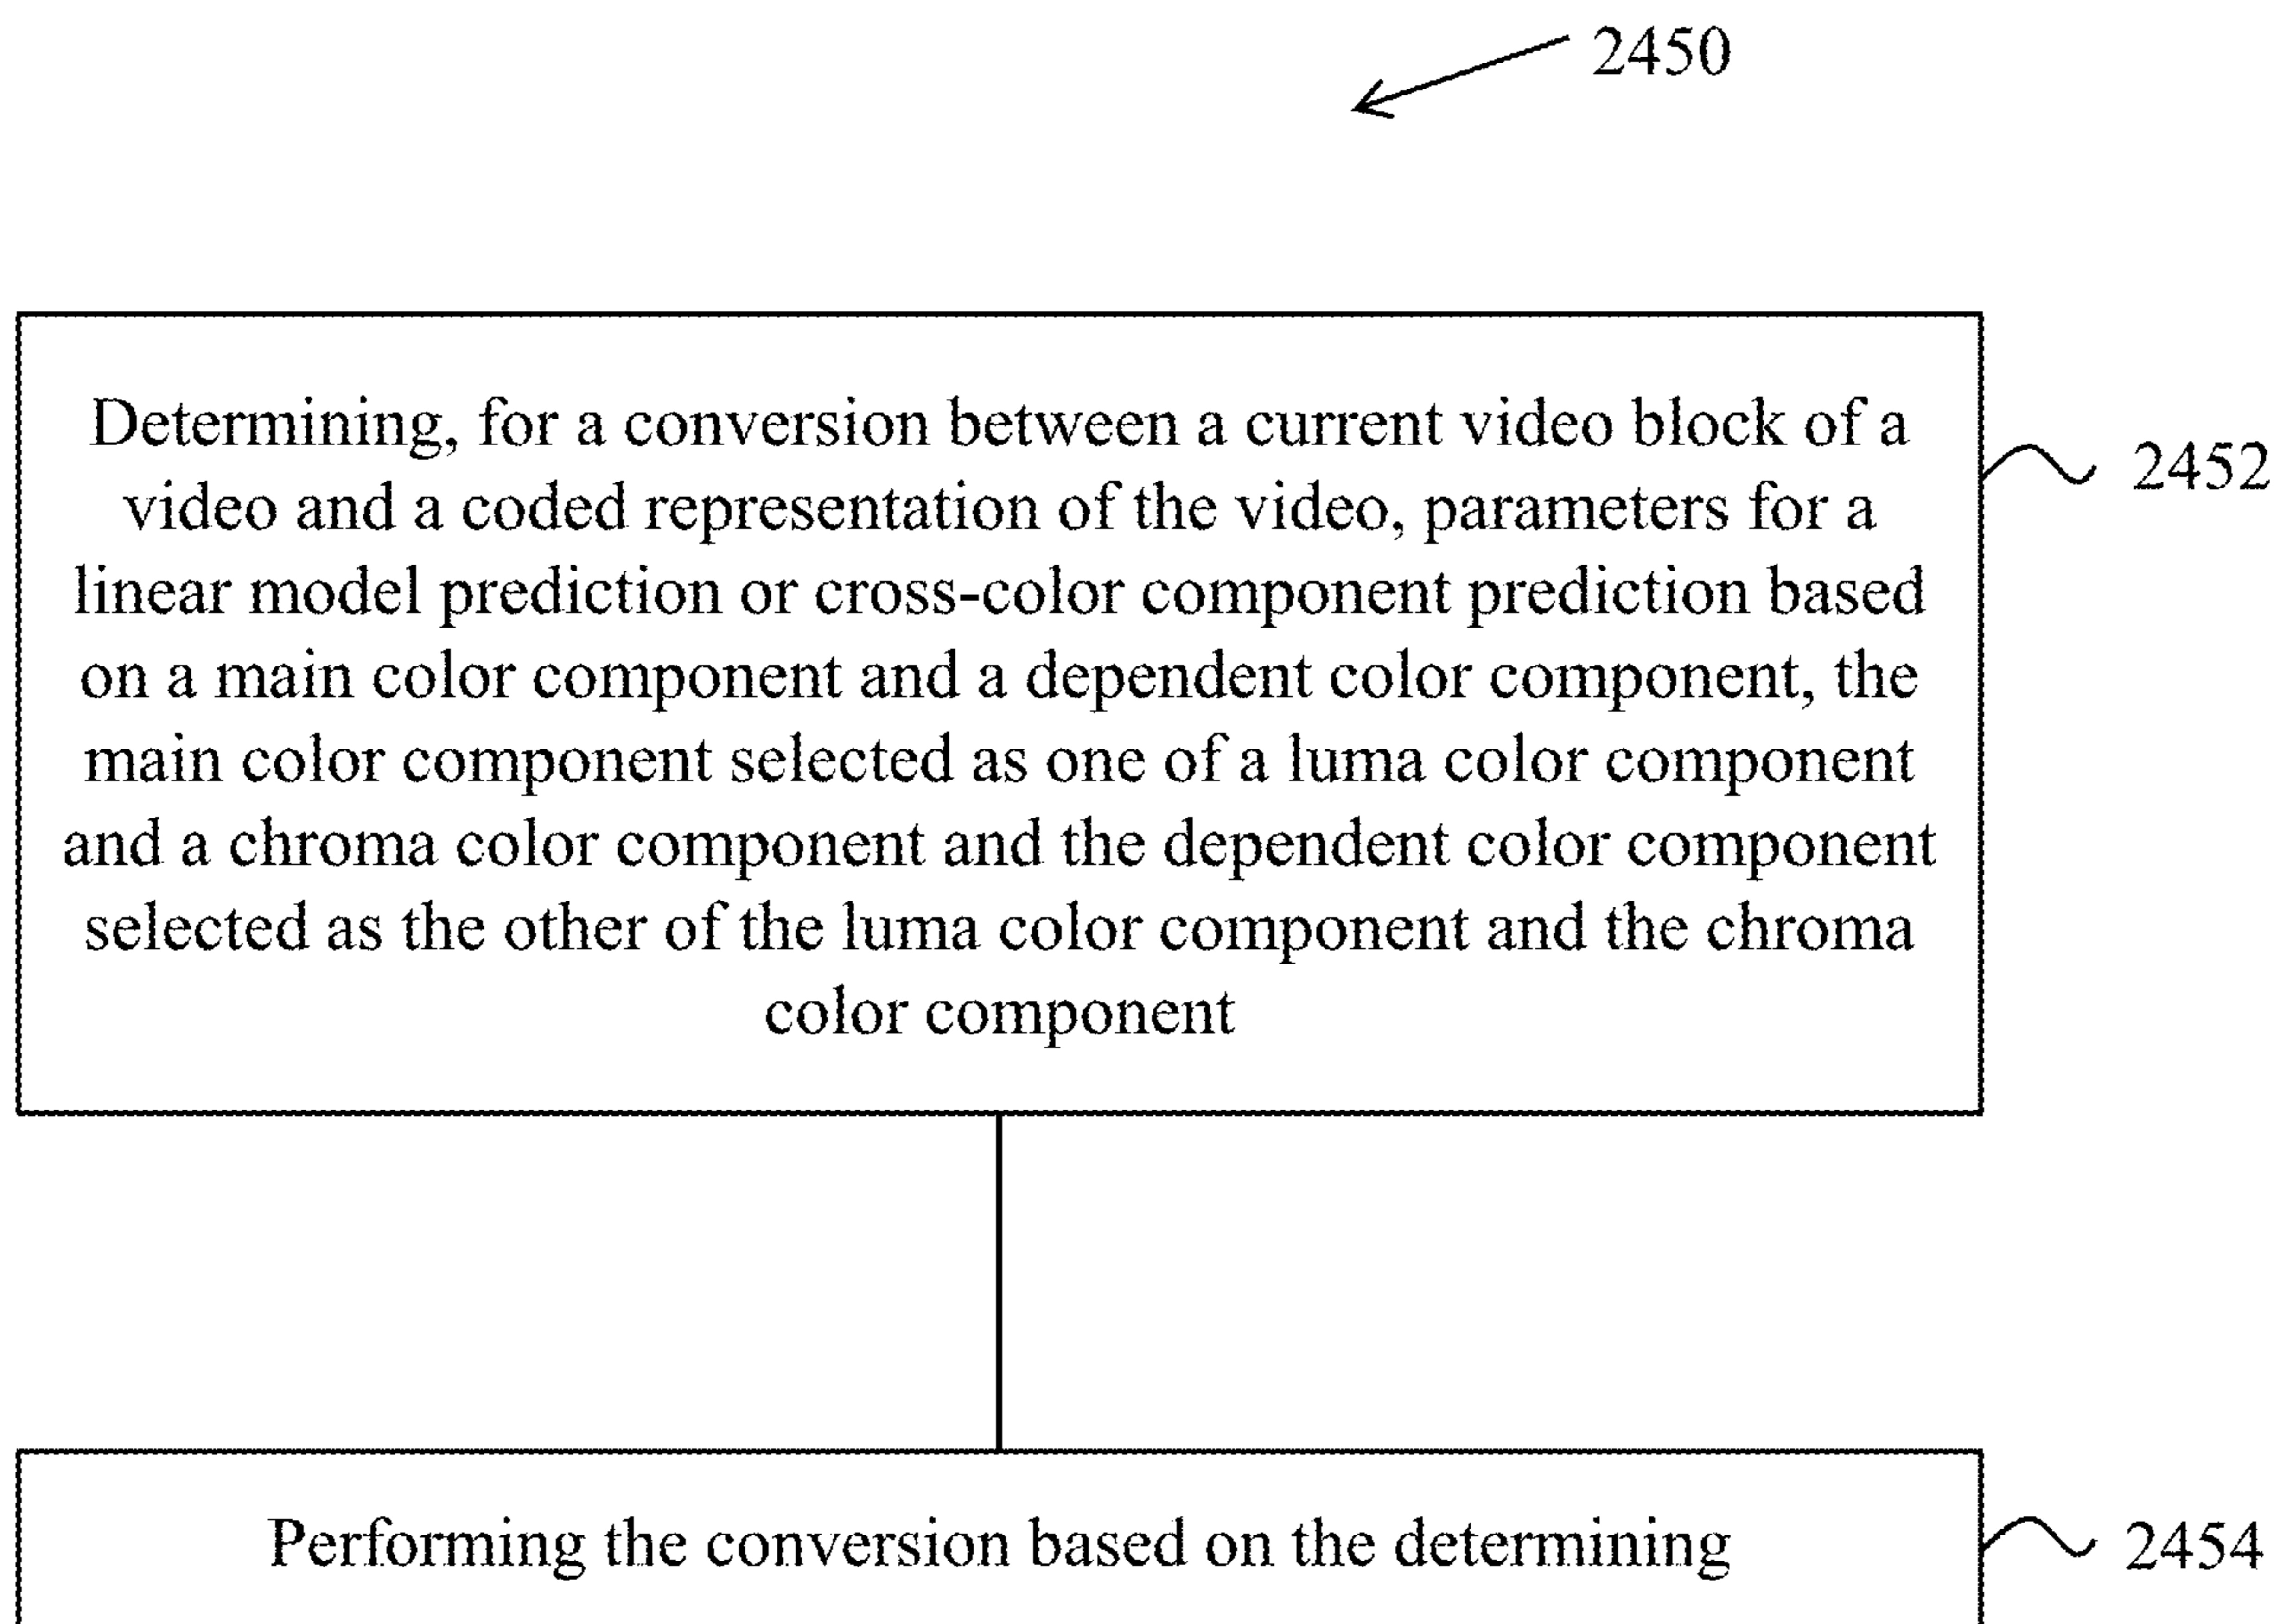 2450
Determining, for a conversion between a current video block of a
video and a coded representation of the video, parameters for a
linear model prediction or cross-color component prediction based
on a main color component and a dependent color component, the
main color component selected as one of a luma color component
and a chroma color component and the dependent color component
selected as the other of the luma color component and the chroma
color component
2452
Performing the conversion based on the determining
2454